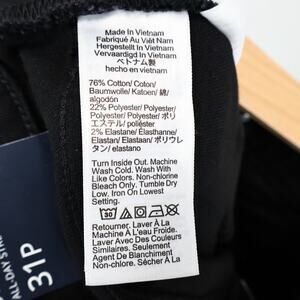 Made In Vietnam
Fabriqué Au Viêt Nam
Hergestellt In Vietnam
Vervaardigd In Vietnam
ベトナム製
hecho en vietnam
76% Cotton/ Coton/
Baumwolle/ Katoen/ 綿/
algodón
22% Polyester/ Polyester/
Polyester/ Polyester/ ポリ
エステル/ poliéster
2% Elastane/ Élasthanne/
Elastan/ Elastaan/ ポリウレ
タン/ elastano
Turn Inside Out. Machine
Wash Cold. Wash With
Like Colors. Non-chlorine
Bleach Only. Tumble Dry
Low. Iron On Lowest
Setting.
30
Retourner. Laver À La
Machine À L'eau Froide.
Laver Avec Des Couleurs
Similaires. Seulement
Agent De Blanchiment
Non-chloré. Sécher À La
31P